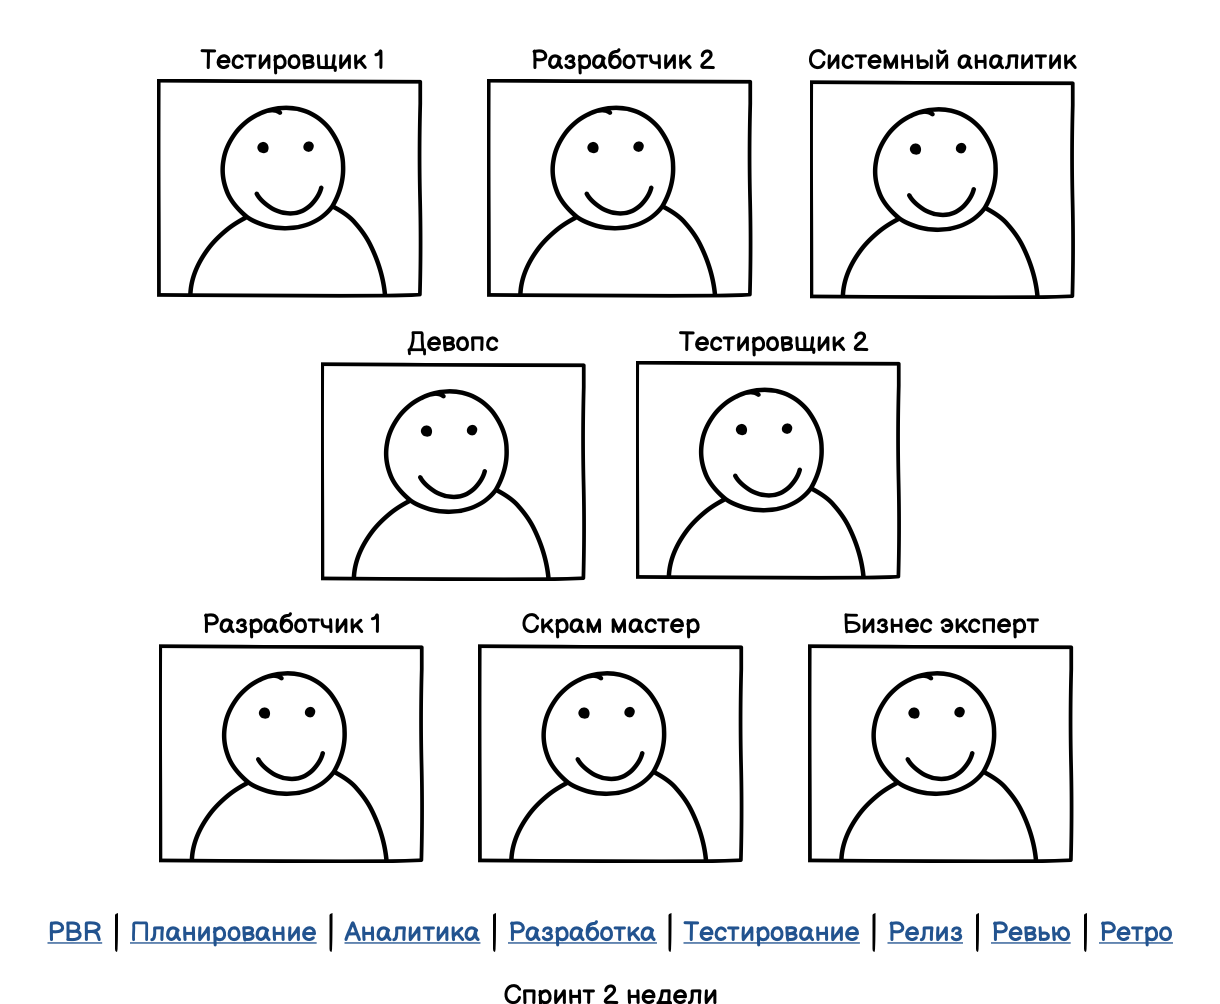 Тестировщик 1 Разработчик 2 Системный аналитик
Девопс Тестировщик 2
Разработчик 1 Скрам мастер Бизнес эксперт
PBR | Планирование | Аналитика | Разработка | Тестирование | Релиз | Ревью | Ретро
Спринт 2 недели